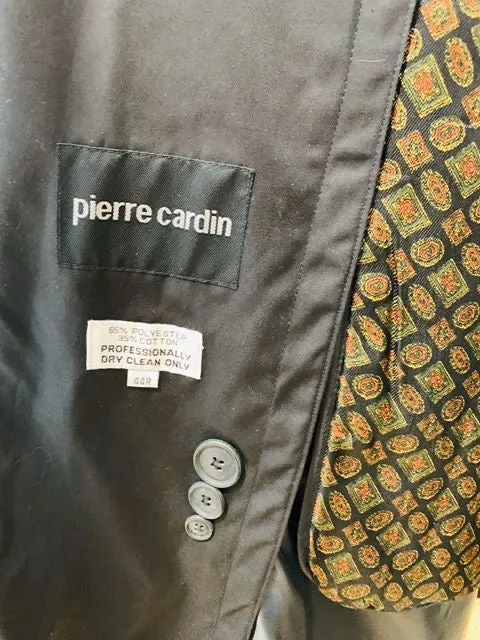 pierre cardin
65% POLYESTER
35% COTTON
PROFESSIONALLY
DRY CLEAN ONLY
44R